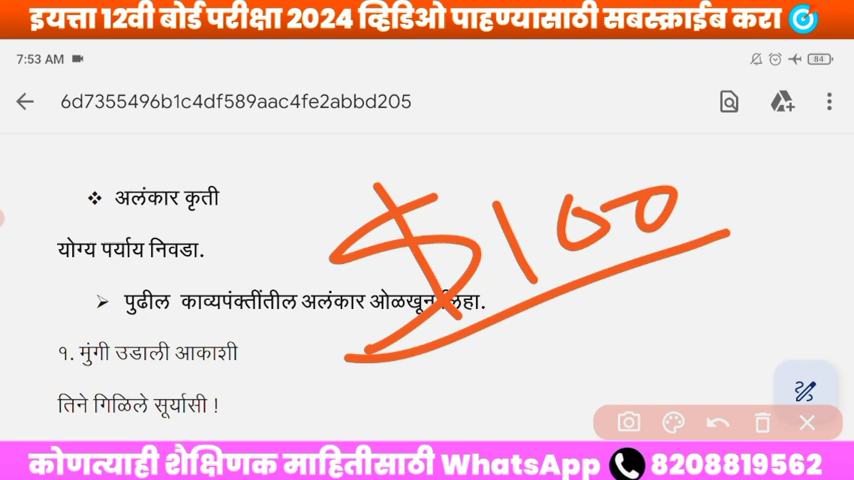 इयत्ता 12वी बोर्ड परीक्षा 2024 व्हिडिओ पाहण्यासाठी सबस्क्राईब करा
7:53 AM 84
6d7355496b1c4df589aac4fe2abbd205
❖ अलंकार कृती
$100
योग्य पर्याय निवडा.
➢ पुढील काव्यपंक्तींतील अलंकार ओळखून लिहा.
१. मुंगी उडाली आकाशी
तिने गिळिले सूर्यासी !
कोणत्याही शैक्षिणक माहितीसाठी WhatsApp 8208819562